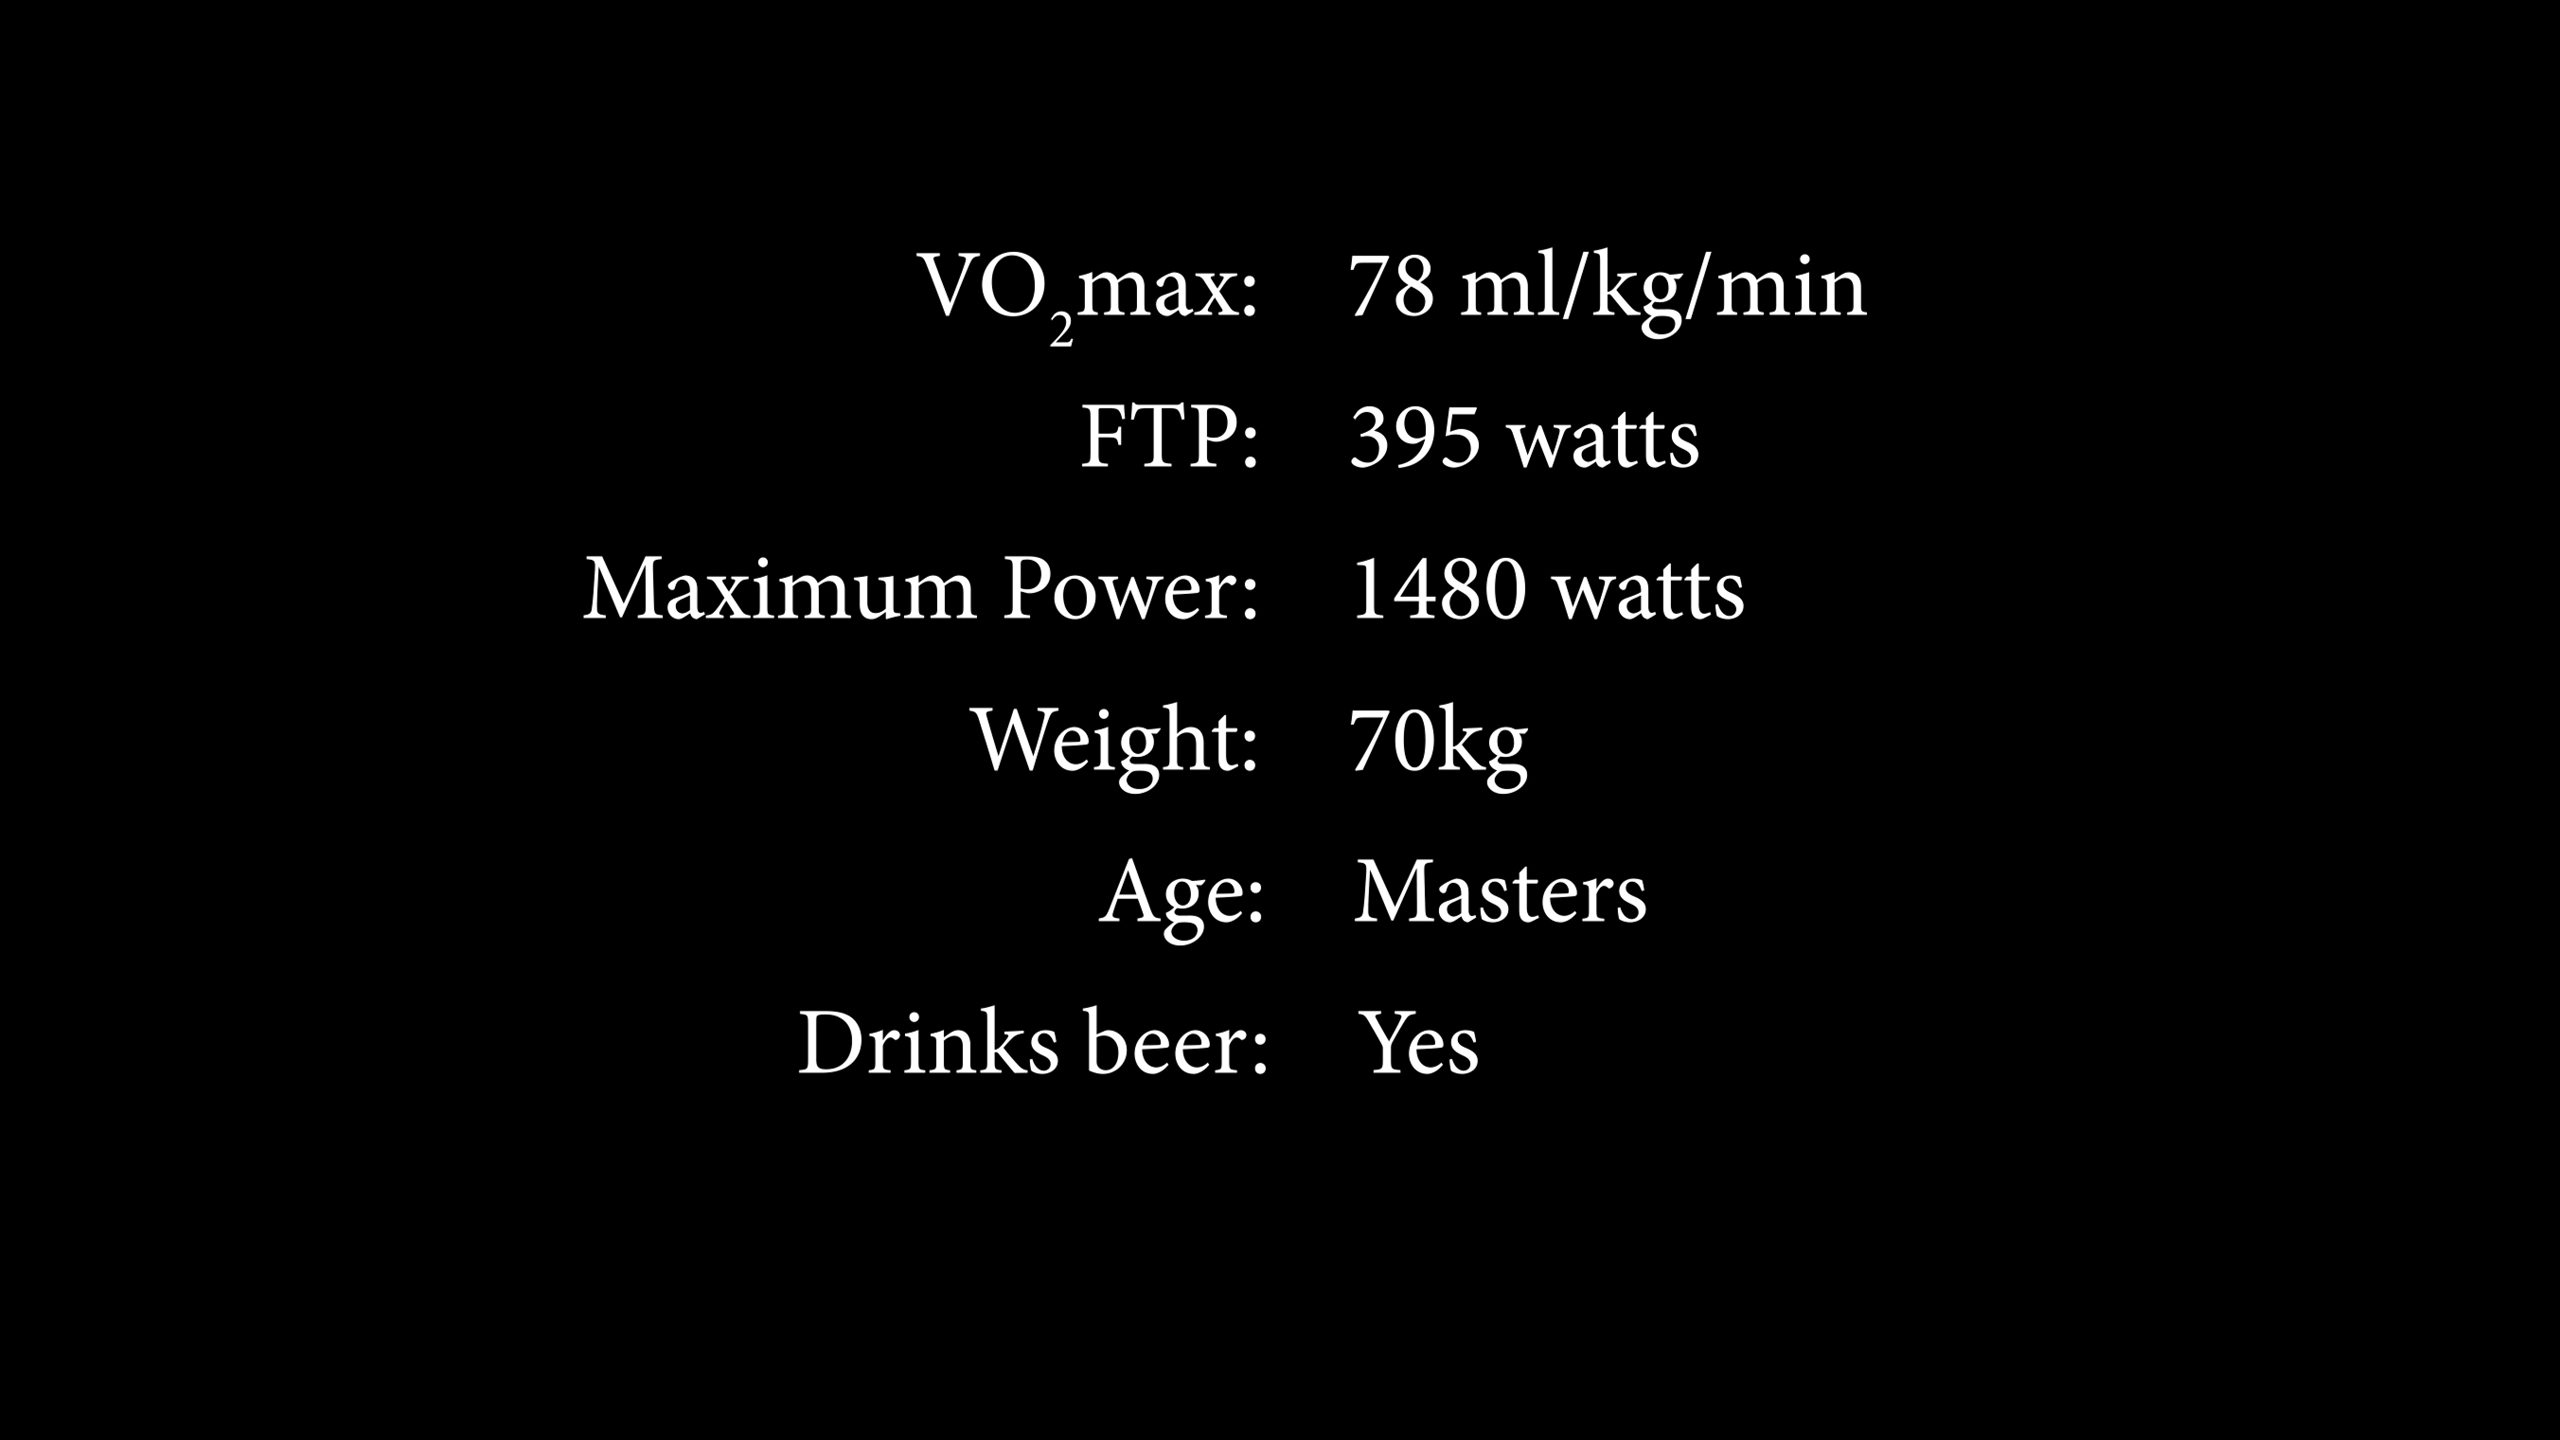 VO₂max: 78 ml/kg/min
FTP: 395 watts
Maximum Power: 1480 watts
Weight: 70kg
Age: Masters
Drinks beer: Yes